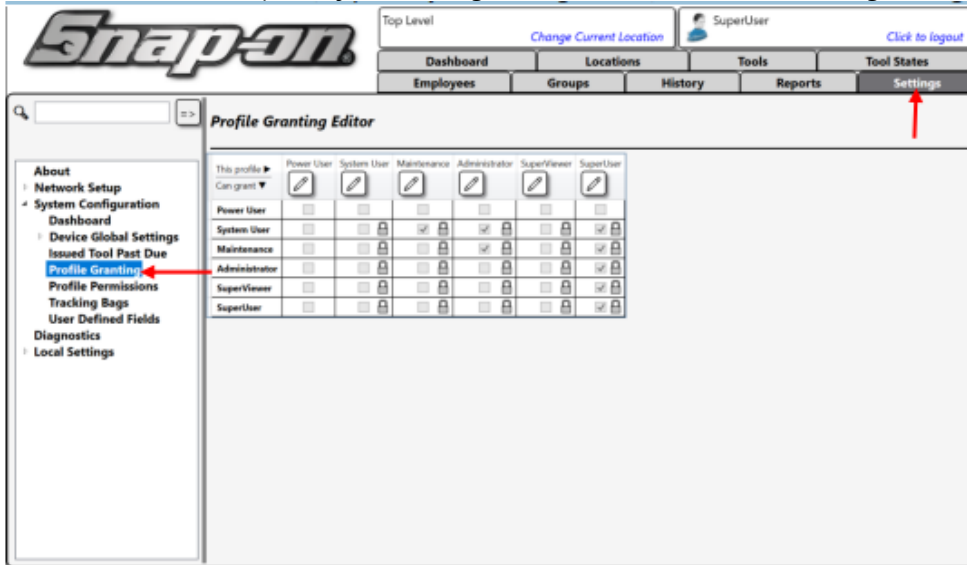 Snap-on
Top Level
Change Current Location
SuperUser
Click to logout
Dashboard
Locations
Tools
Tool States
Employees
Groups
History
Reports
Settings
=>
Profile Granting Editor
About
Network Setup
System Configuration
Dashboard
Device Global Settings
Issued Tool Past Due
Profile Granting
Profile Permissions
Tracking Bags
User Defined Fields
Diagnostics
Local Settings
This profile ▶
Can grant ▼
Power User
System User
Maintenance
Administrator
SuperViewer
SuperUser
Power User
System User
Maintenance
Administrator
SuperViewer
SuperUser